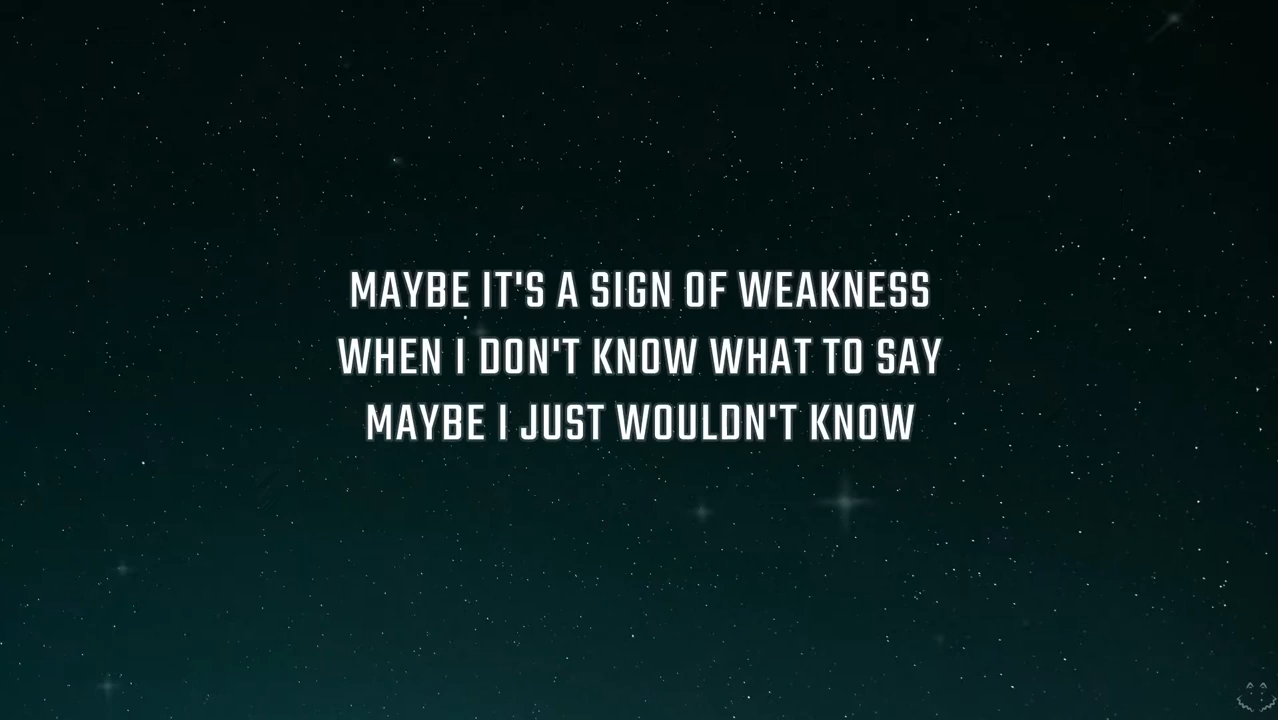 MAYBE IT'S A SIGN OF WEAKNESS
WHEN I DON'T KNOW WHAT TO SAY
MAYBE I JUST WOULDN'T KNOW